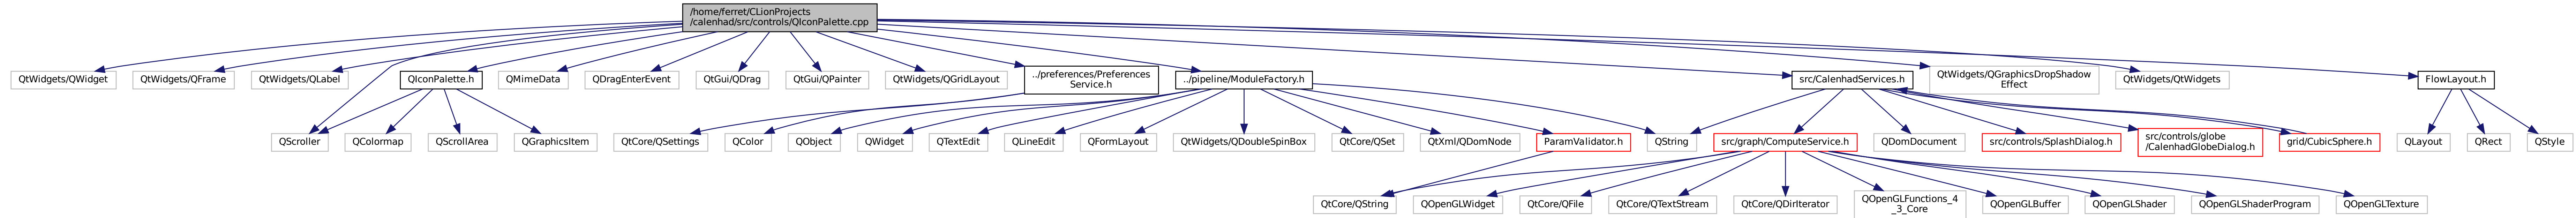 /home/ferret/CLionProjects
/calenhad/src/controls/QIconPalette.cpp
QtWidgets/QWidget
QtWidgets/QFrame
QtWidgets/QLabel
QIconPalette.h
QMimeData
QDragEnterEvent
QtGui/QDrag
QtGui/QPainter
QtWidgets/QGridLayout
../preferences/Preferences
Service.h
../pipeline/ModuleFactory.h
src/CalenhadServices.h
QtWidgets/QGraphicsDropShadow
Effect
QtWidgets/QtWidgets
FlowLayout.h
QScroller
QColormap
QScrollArea
QGraphicsItem
QtCore/QSettings
QColor
QObject
QWidget
QTextEdit
QLineEdit
QFormLayout
QtWidgets/QDoubleSpinBox
QtCore/QSet
QtXml/QDomNode
ParamValidator.h
QString
src/graph/ComputeService.h
QDomDocument
src/controls/SplashDialog.h
src/controls/globe
/CalenhadGlobeDialog.h
grid/CubicSphere.h
QLayout
QRect
QStyle
QtCore/QString
QOpenGLWidget
QtCore/QFile
QtCore/QTextStream
QtCore/QDirIterator
QOpenGLFunctions_4
_3_Core
QOpenGLBuffer
QOpenGLShader
QOpenGLShaderProgram
QOpenGLTexture